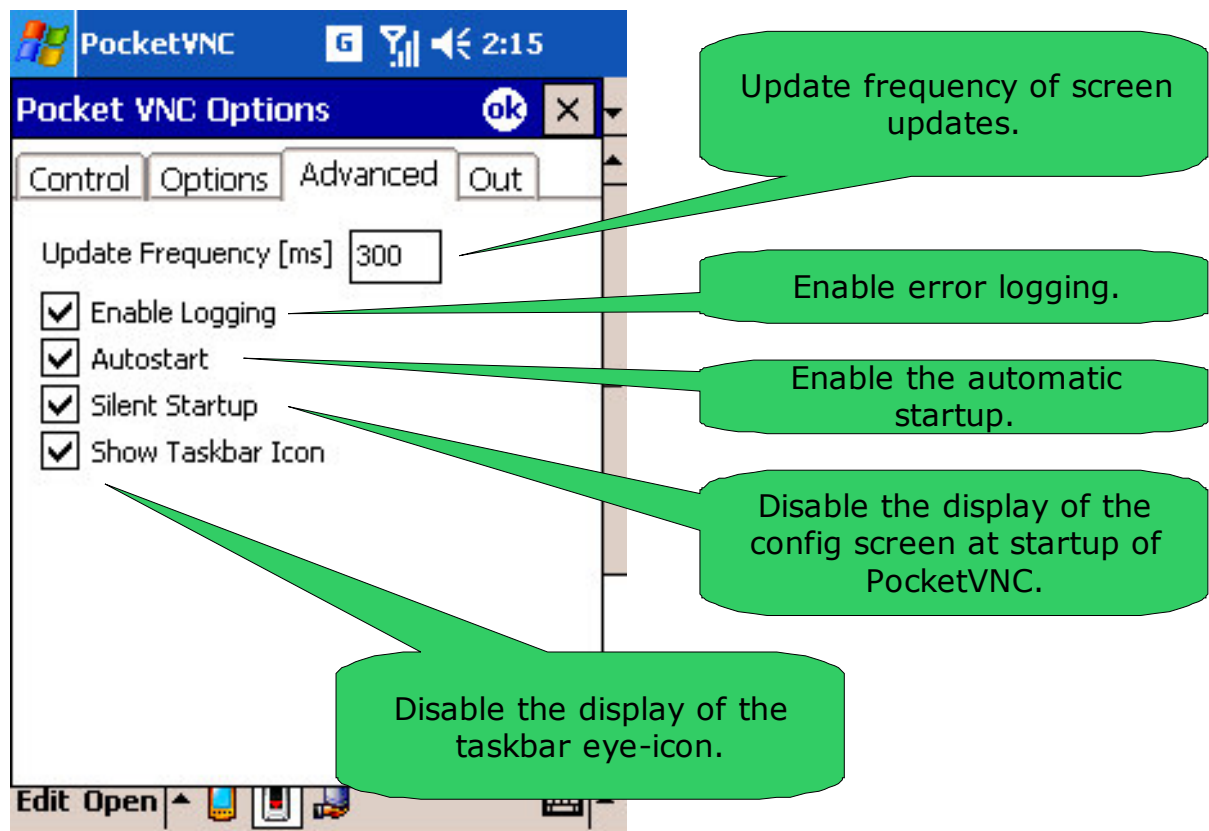 PocketVNC G 2:15
Pocket VNC Options ok
Control Options Advanced Out
Update Frequency [ms] 300
Enable Logging
Autostart
Silent Startup
Show Taskbar Icon
Edit Open
Update frequency of screen
updates.
Enable error logging.
Enable the automatic
startup.
Disable the display of the
config screen at startup of
PocketVNC.
Disable the display of the
taskbar eye-icon.